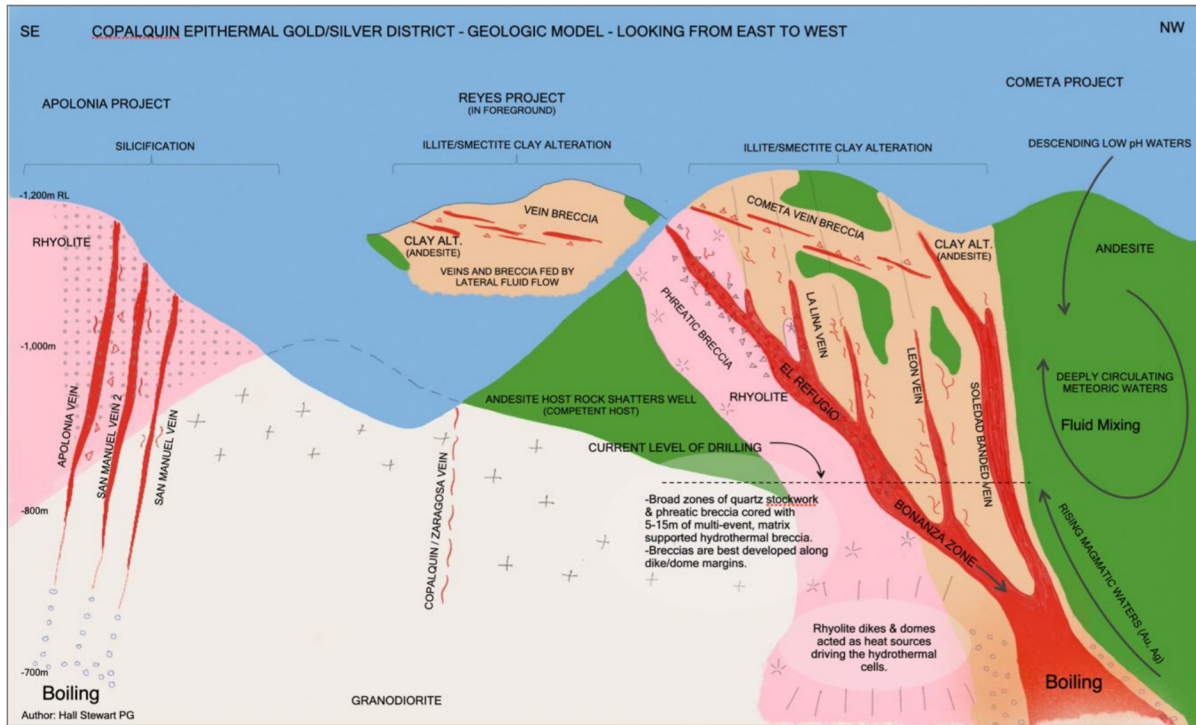 SE
COPALQUIN EPITHERMAL GOLD/SILVER DISTRICT - GEOLOGIC MODEL - LOOKING FROM EAST TO WEST
NW
APOLONIA PROJECT
REYES PROJECT
(IN FOREGROUND)
COMETA PROJECT
SILICIFICATION
ILLITE/SMECTITE CLAY ALTERATION
ILLITE/SMECTITE CLAY ALTERATION
DESCENDING LOW pH WATERS
-1,200m RL
RHYOLITE
VEIN BRECCIA
CLAY ALT.
(ANDESITE)
VEINS AND BRECCIA FED BY
LATERAL FLUID FLOW
COMETA VEIN BRECCIA
CLAY ALT.
(ANDESITE)
ANDESITE
-1,000m
PHREATIC BRECCIA
LA LINA VEIN
EL REFUGIO
RHYOLITE
LEON VEIN
SOLEDAD BANDED VEIN
DEEPLY CIRCULATING
METEORIC WATERS
Fluid Mixing
APOLONIA VEIN
SAN MANUEL VEIN 2
SAN MANUEL VEIN
ANDESITE HOST ROCK SHATTERS WELL
(COMPETENT HOST)
CURRENT LEVEL OF DRILLING
-800m
COPALQUIN / ZARAGOSA VEIN
-Broad zones of quartz stockwork
& phreatic breccia cored with
5-15m of multi-event, matrix
supported hydrothermal breccia.
-Breccias are best developed along
dike/dome margins.
BONANZA ZONE
RISING MAGMATIC WATERS (Au, Ag)
Rhyolite dikes & domes
acted as heat sources
driving the hydrothermal
cells.
-700m
Boiling
GRANODIORITE
Boiling
Author: Hall Stewart PG